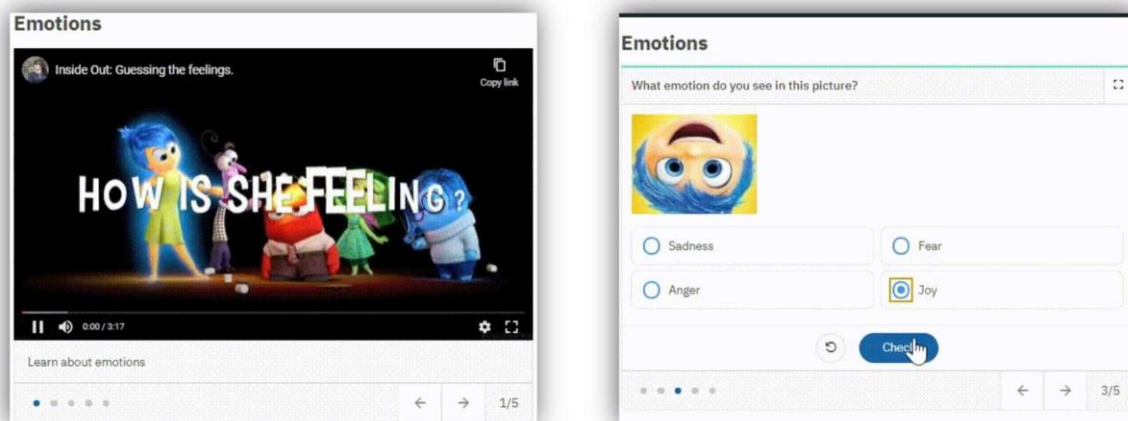 Emotions
Inside Out: Guessing the feelings.
Copy link
HOW IS SHE FEELING?
0:00 / 3:17
Learn about emotions
1/5
Emotions
What emotion do you see in this picture?
Sadness
Fear
Anger
Joy
Check
3/5